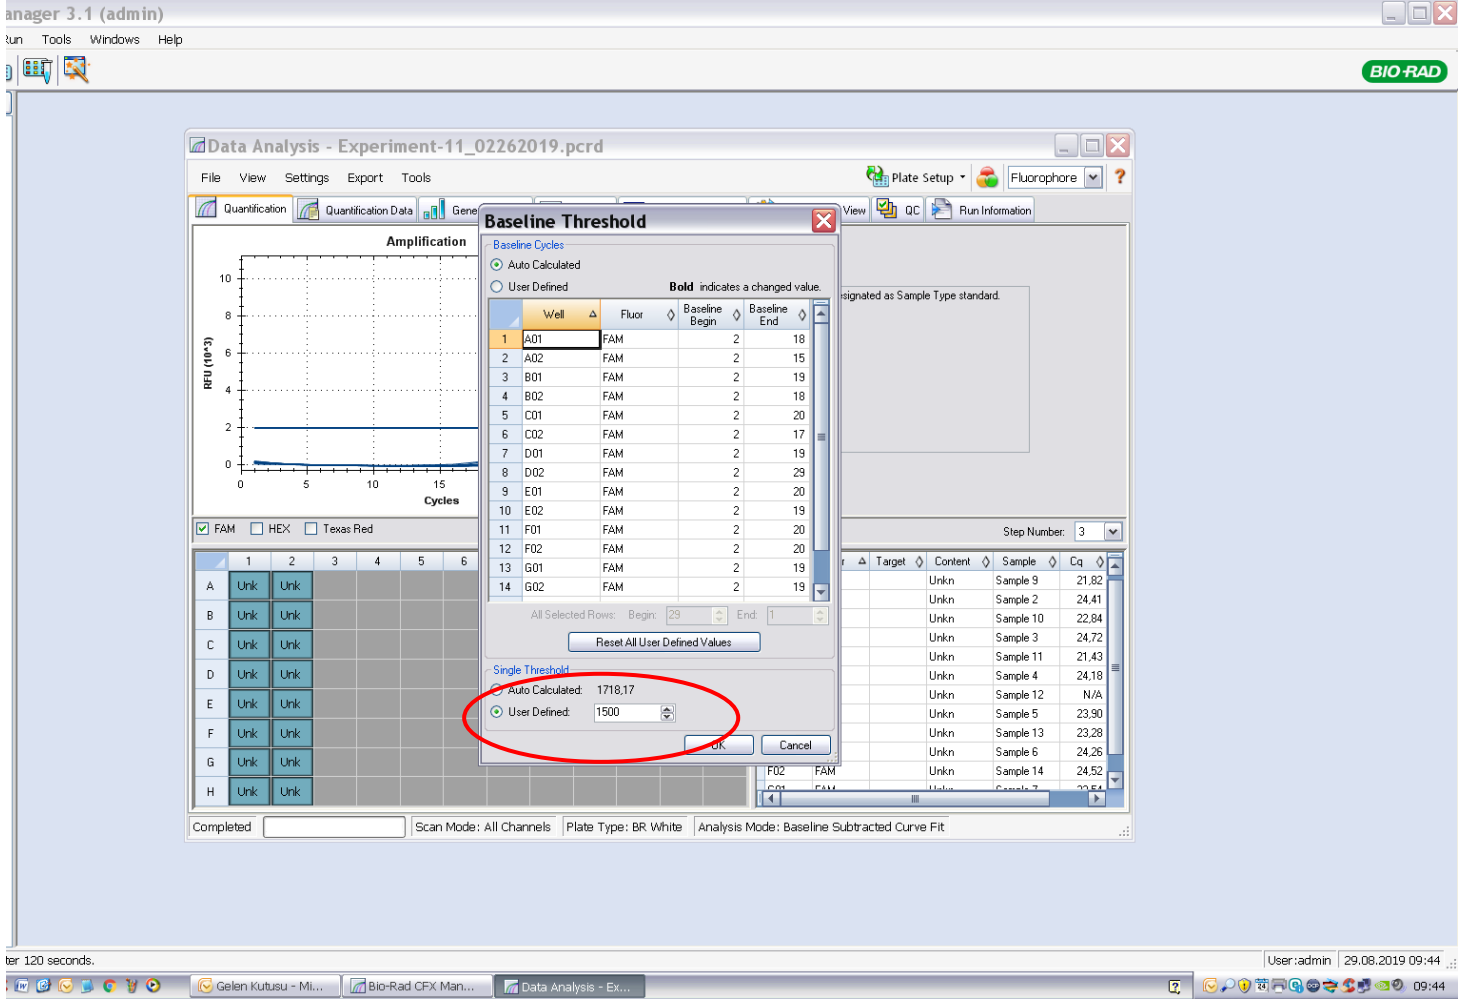 anager 3.1 (admin)
Run Tools Windows Help
BIO-RAD
Data Analysis - Experiment-11_02262019.pcrd
File View Settings Export Tools
Plate Setup
Fluorophore
?
Quantification
Quantification Data
Gene
View
QC
Run Information
Amplification
RFU (10^3)
10
8
6
4
2
0
0 5 10 15
Cycles
FAM HEX Texas Red
Step Number: 3
esignated as Sample Type standard.
Baseline Threshold
Baseline Cycles
Auto Calculated
User Defined
Bold indicates a changed value.
Well Fluor Baseline Begin Baseline End
1 A01 FAM 2 18
2 A02 FAM 2 15
3 B01 FAM 2 19
4 B02 FAM 2 18
5 C01 FAM 2 20
6 C02 FAM 2 17
7 D01 FAM 2 19
8 D02 FAM 2 29
9 E01 FAM 2 20
10 E02 FAM 2 19
11 F01 FAM 2 20
12 F02 FAM 2 20
13 G01 FAM 2 19
14 G02 FAM 2 19
All Selected Rows: Begin: 29 End: 1
Reset All User Defined Values
Single Threshold
Auto Calculated: 1718,17
User Defined: 1500
OK Cancel
1 2 3 4 5 6
A Unk Unk
B Unk Unk
C Unk Unk
D Unk Unk
E Unk Unk
F Unk Unk
G Unk Unk
H Unk Unk
r Target Content Sample Cq
Unkn Sample 9 21,82
Unkn Sample 2 24,41
Unkn Sample 10 22,84
Unkn Sample 3 24,72
Unkn Sample 11 21,43
Unkn Sample 4 24,18
Unkn Sample 12 N/A
Unkn Sample 5 23,90
Unkn Sample 13 23,28
Unkn Sample 6 24,26
F02 FAM Unkn Sample 14 24,52
G01 FAM Unkn Sample 7 22,54
Completed
Scan Mode: All Channels
Plate Type: BR White
Analysis Mode: Baseline Subtracted Curve Fit
ter 120 seconds.
User:admin 29.08.2019 09:44
Gelen Kutusu - Mi...
Bio-Rad CFX Man...
Data Analysis - Ex...
09:44